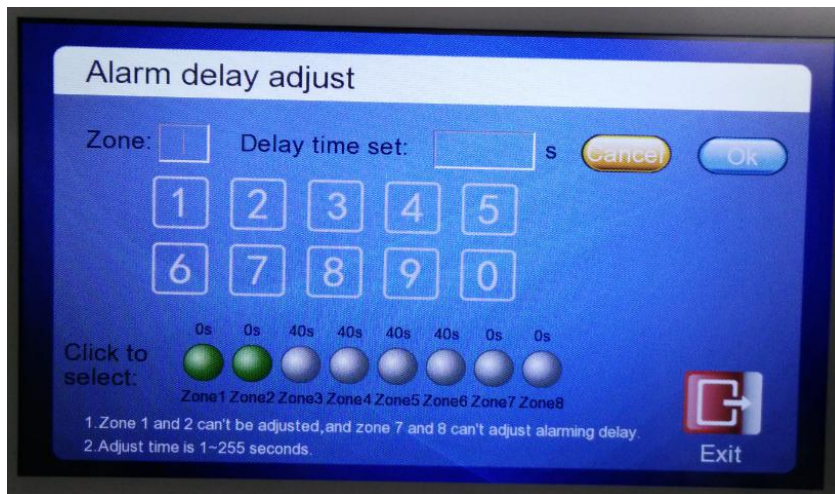 Alarm delay adjust
Zone: 1 Delay time set: s Cancel Ok
1 2 3 4 5
6 7 8 9 0
0s 0s 40s 40s 40s 40s 0s 0s
Click to
select:
Zone1 Zone2 Zone3 Zone4 Zone5 Zone6 Zone7 Zone8
1.Zone 1 and 2 can't be adjusted,and zone 7 and 8 can't adjust alarming delay.
2.Adjust time is 1~255 seconds.
Exit